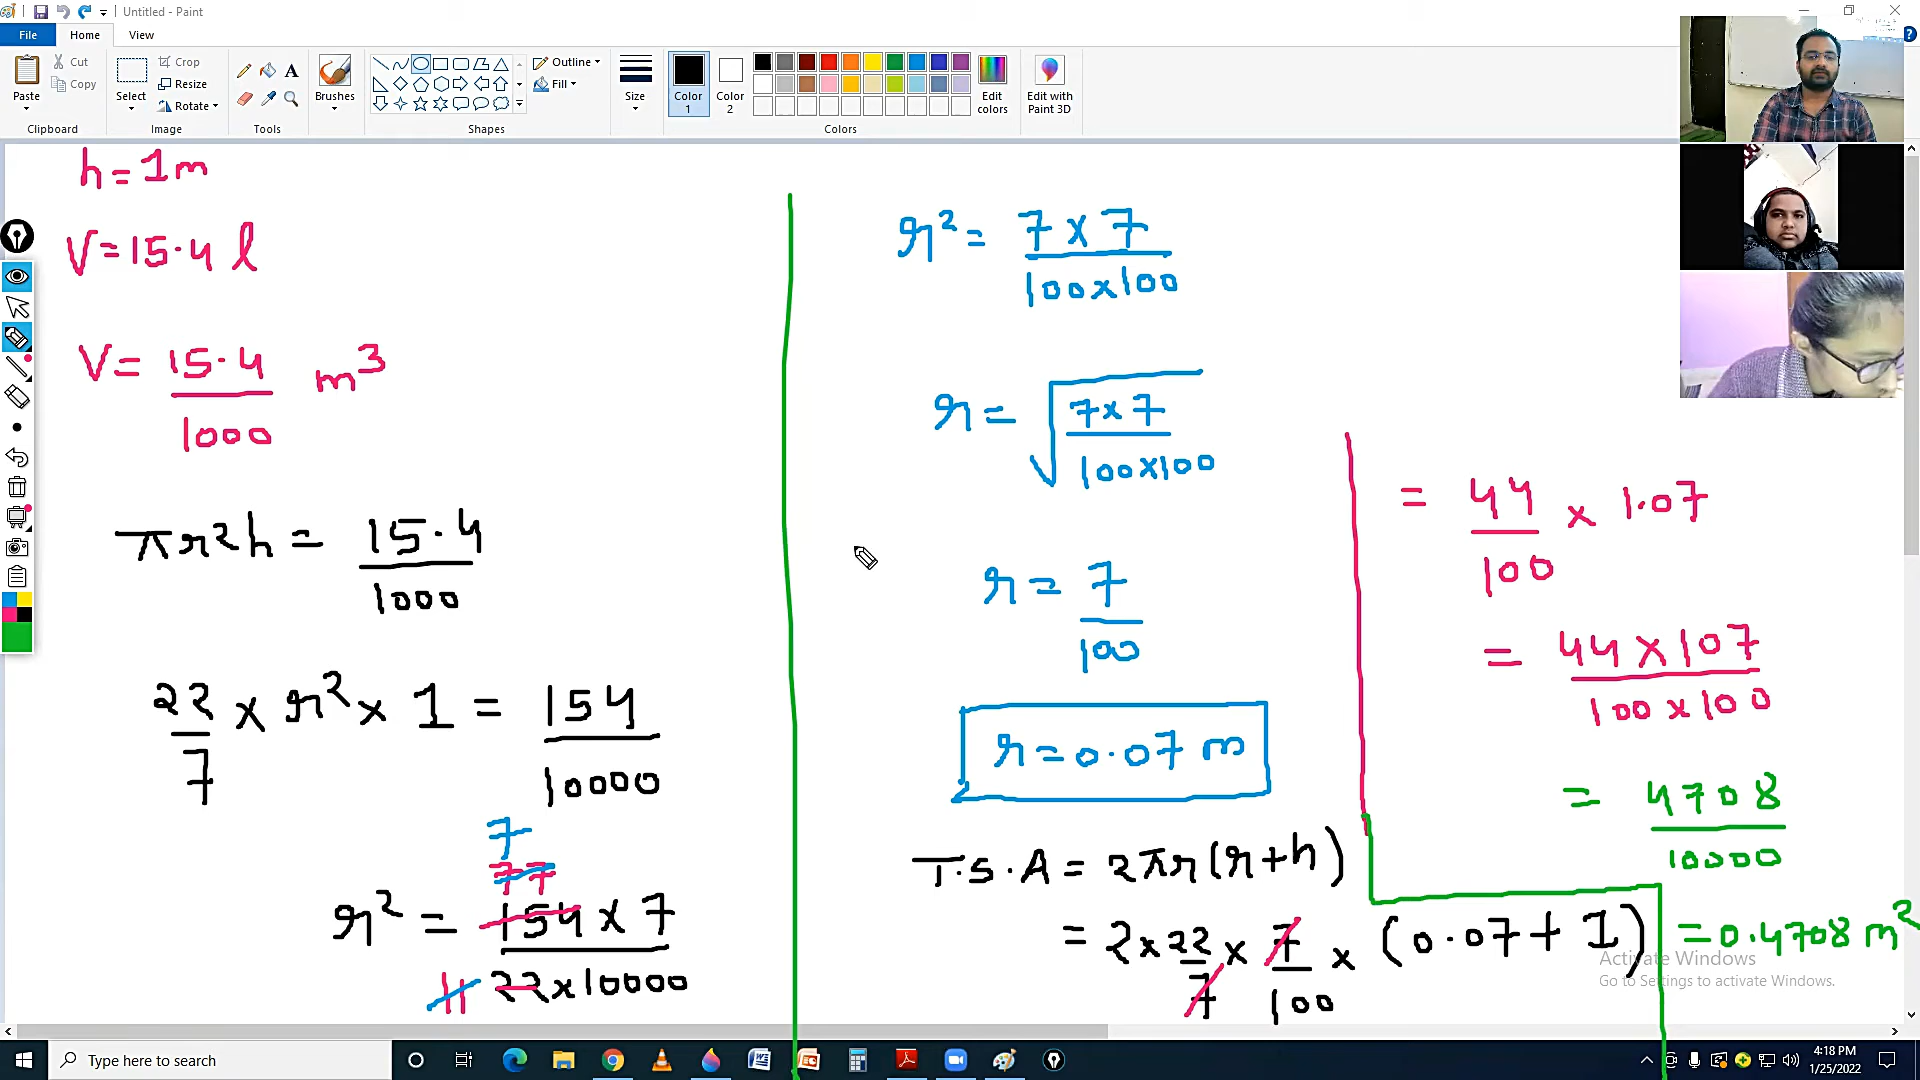 Untitled - Paint
File Home View
Paste
Cut
Copy
Clipboard
Select
Crop
Resize
Rotate
Image
A
Tools
Brushes
Shapes
Outline
Fill
Size
Color 1
Color 2
Colors
Edit colors
Edit with Paint 3D
h = 1m
V = 15.4 l
V = 15.4 / 1000 m³
πr2h = 15.4 / 1000
22/7 × r² × 1 = 154 / 10000
7
77
r² = 154 × 7 / 22 × 10000
11
r² = 7 × 7 / 100 × 100
r = √(7 × 7 / 100 × 100)
r = 7 / 100
r = 0.07 m
T.S.A = 2πr(r + h)
= 2 × 22/7 × 7/100 × (0.07 + 1)
= 44/100 × 1.07
= 44 × 107 / 100 × 100
= 4708 / 10000
= 0.4708 m²
Activate Windows
Go to Settings to activate Windows.
Type here to search
4:18 PM
1/25/2022